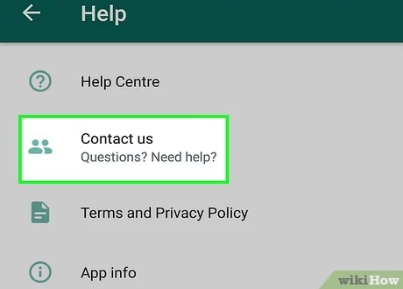 Help
Help Centre
Contact us
Questions? Need help?
Terms and Privacy Policy
App info
wikiHow